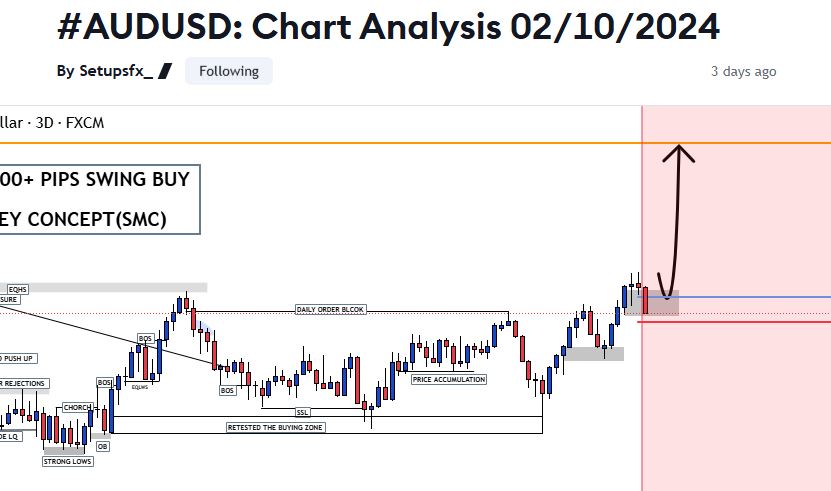 #AUDUSD: Chart Analysis 02/10/2024
By Setupsfx_
Following
3 days ago
llar · 3D · FXCM
00+ PIPS SWING BUY
EY CONCEPT(SMC)
EQHS
SURE
DAILY ORDER BLCOK
BOS
PUSH UP
R REJECTIONS
BOS
EQLWS
BOS
PRICE ACCUMULATION
CHORCH
SSL
RETESTED THE BUYING ZONE
DE LQ
OB
STRONG LOWS